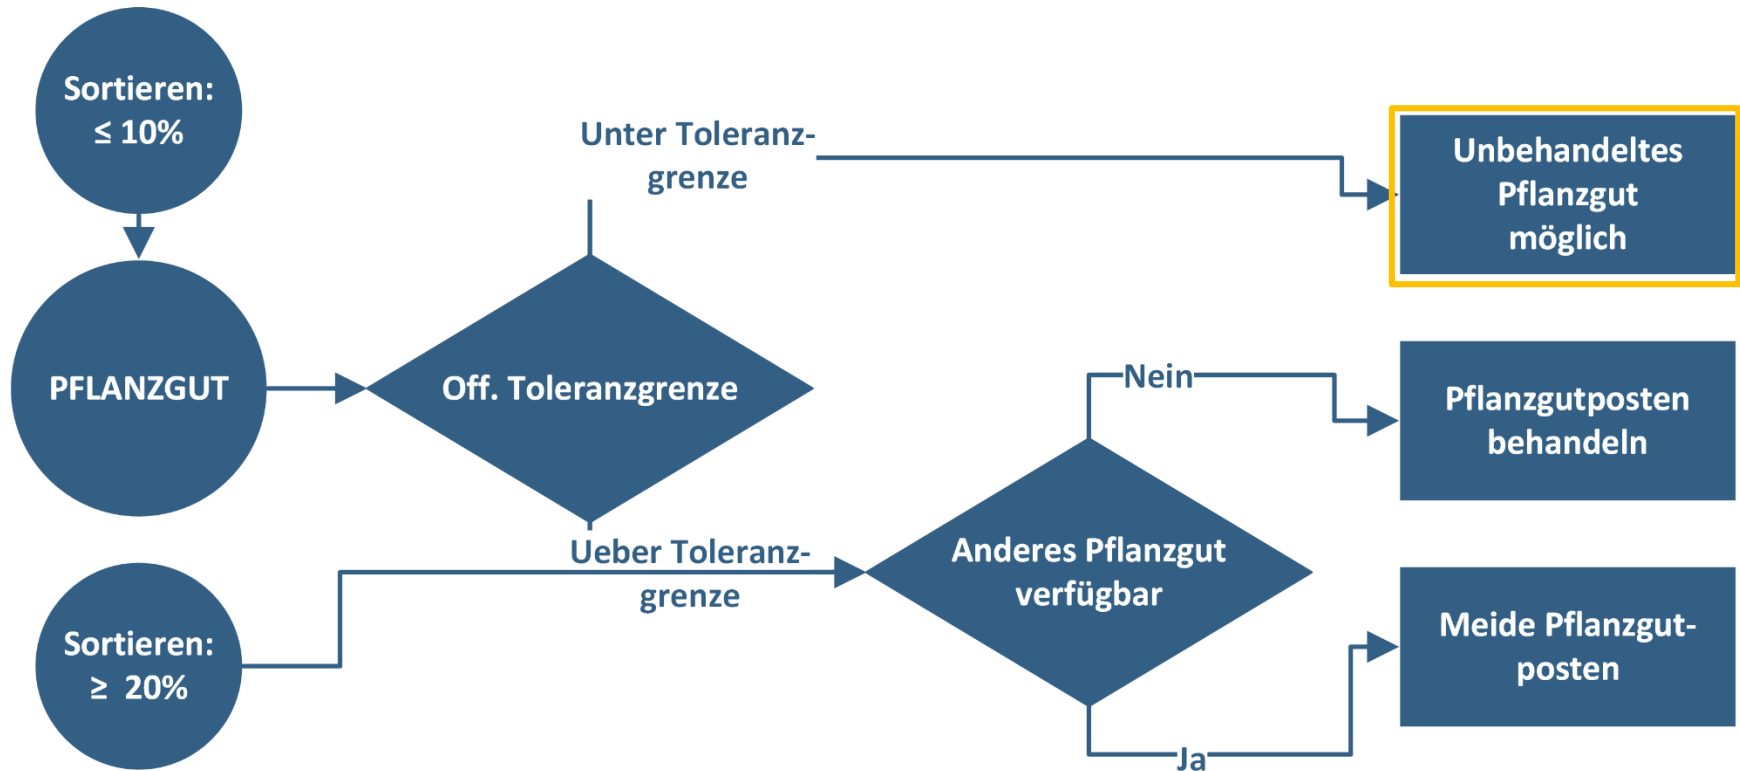 Sortieren:
≤ 10%
Unter Toleranz-
grenze
Unbehandeltes
Pflanzgut
möglich
PFLANZGUT
Off. Toleranzgrenze
Nein
Pflanzgutposten
behandeln
Ueber Toleranz-
grenze
Anderes Pflanzgut
verfügbar
Sortieren:
≥ 20%
Meide Pflanzgut-
posten
Ja